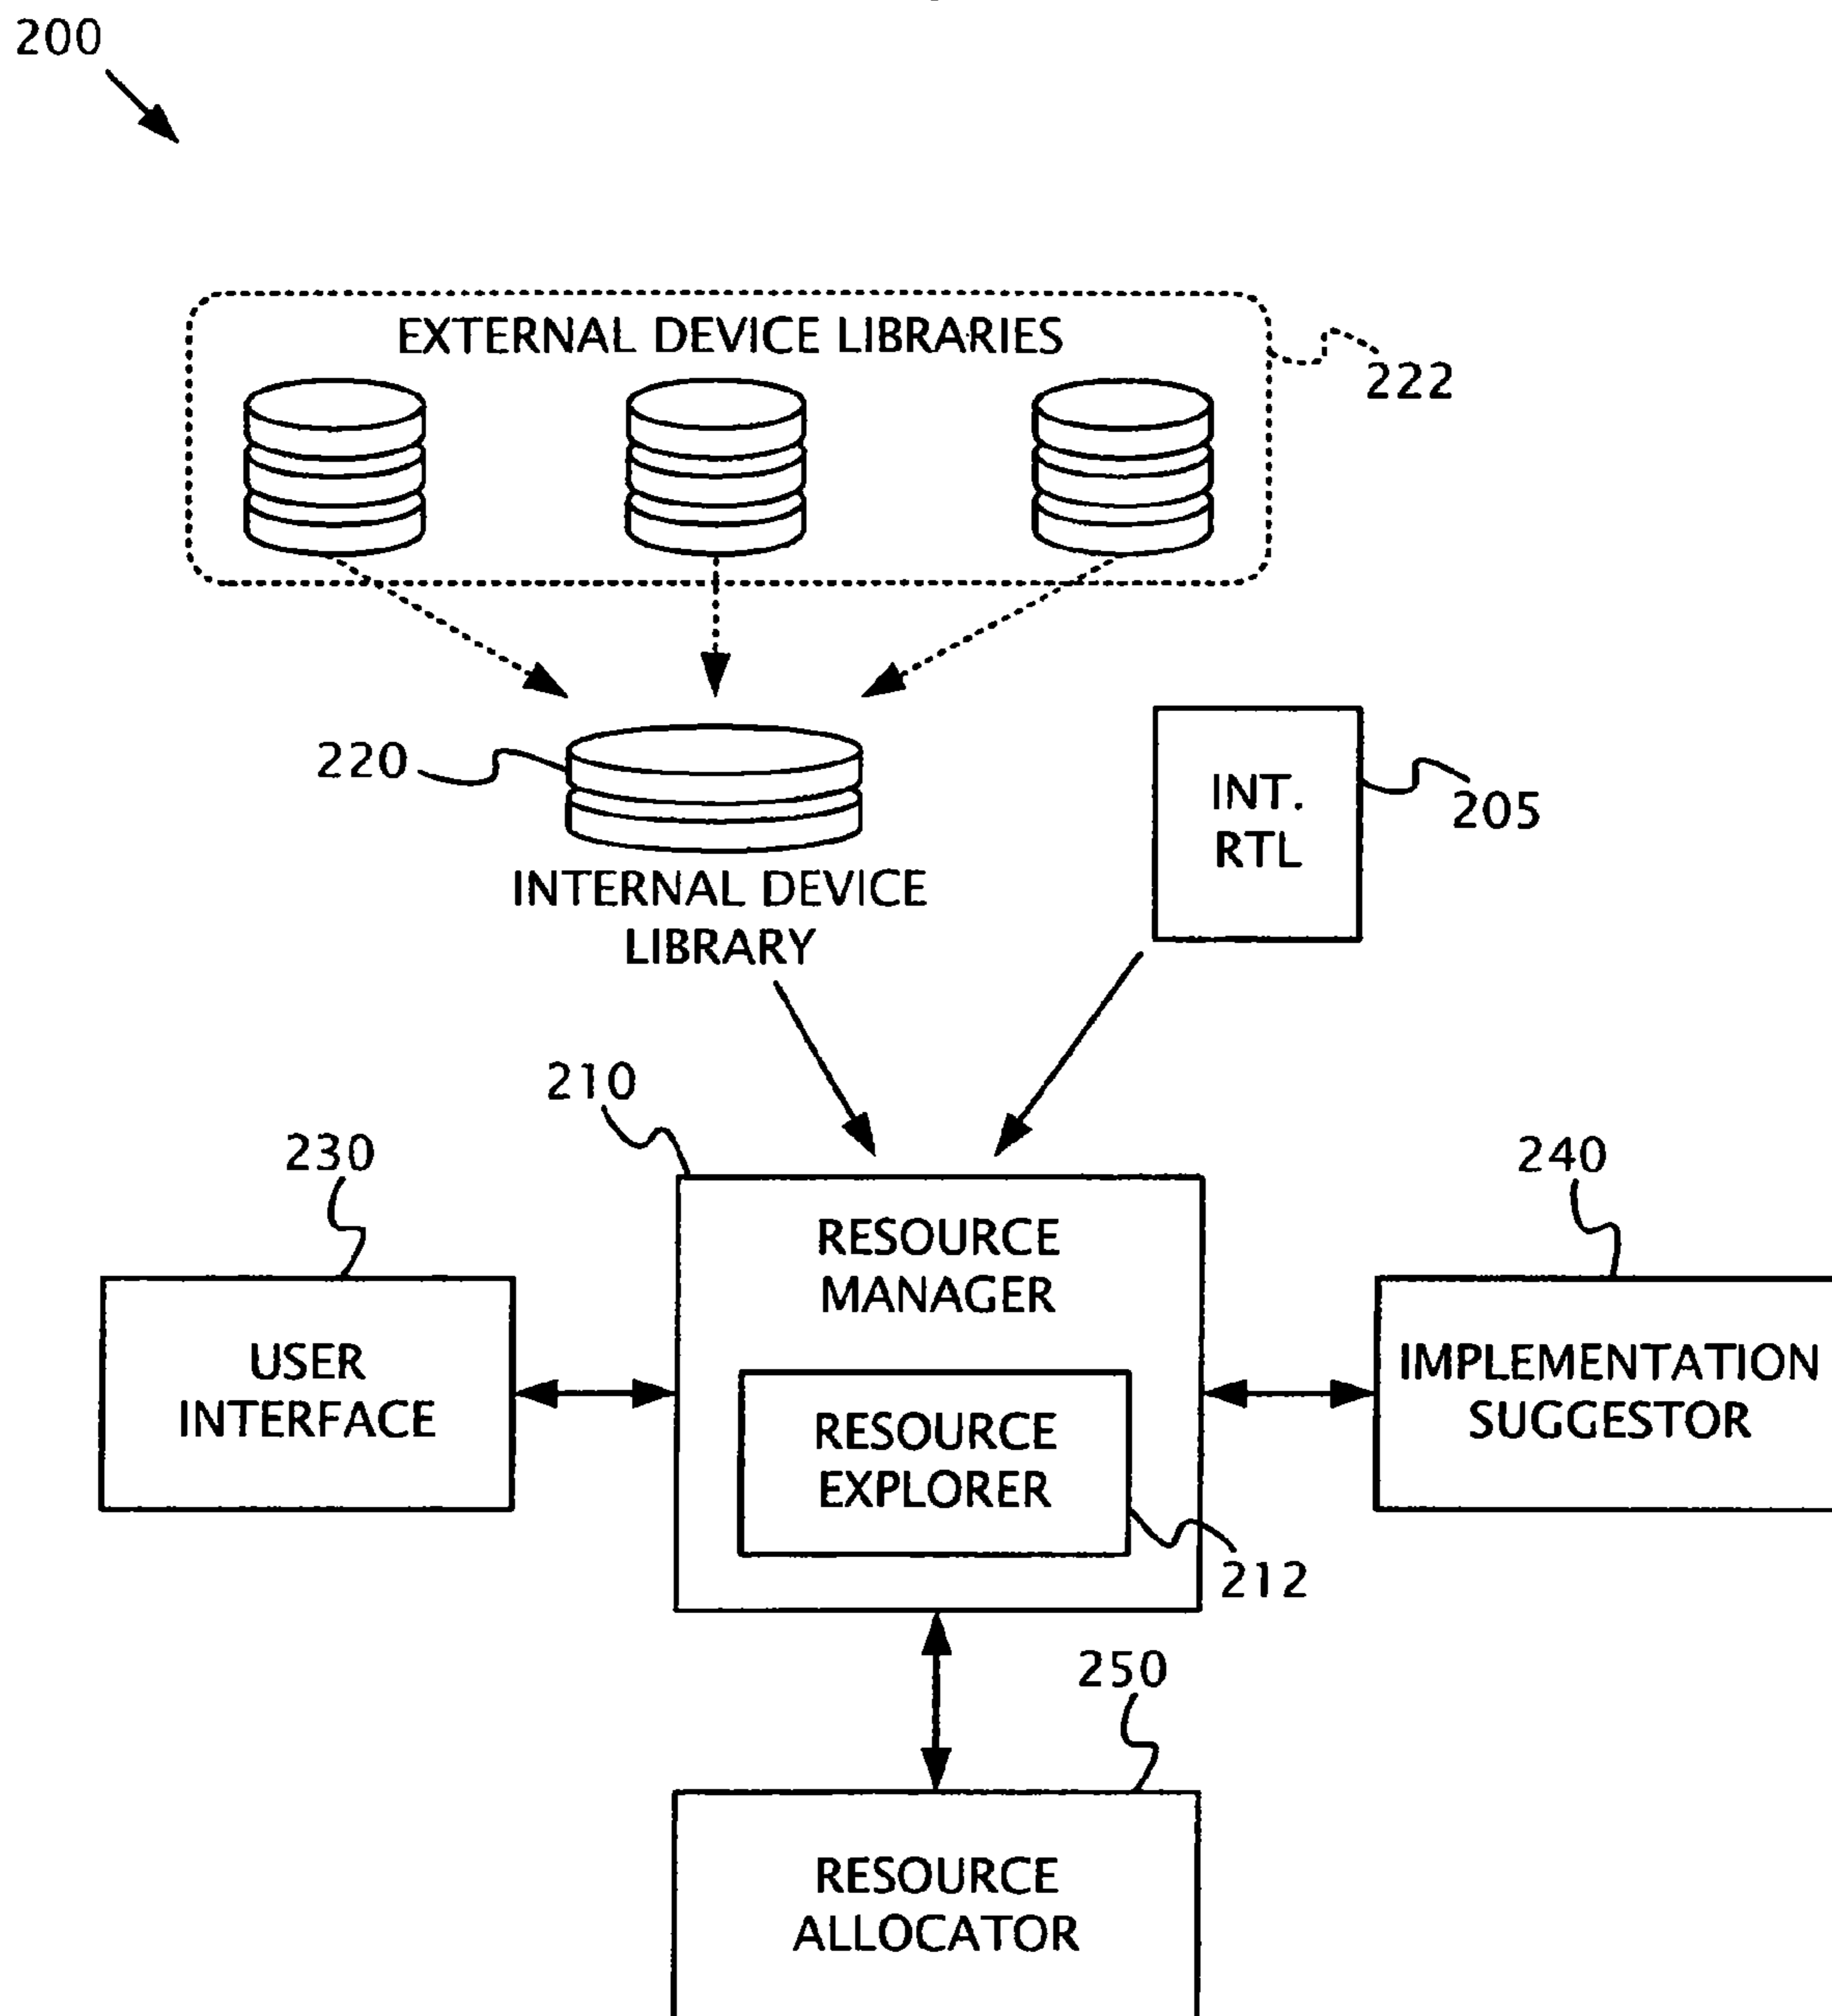 200
EXTERNAL DEVICE LIBRARIES
222
220
INT.
RTL
205
INTERNAL DEVICE
LIBRARY
210
230
240
RESOURCE
MANAGER
USER
INTERFACE
IMPLEMENTATION
SUGGESTOR
RESOURCE
EXPLORER
212
250
RESOURCE
ALLOCATOR